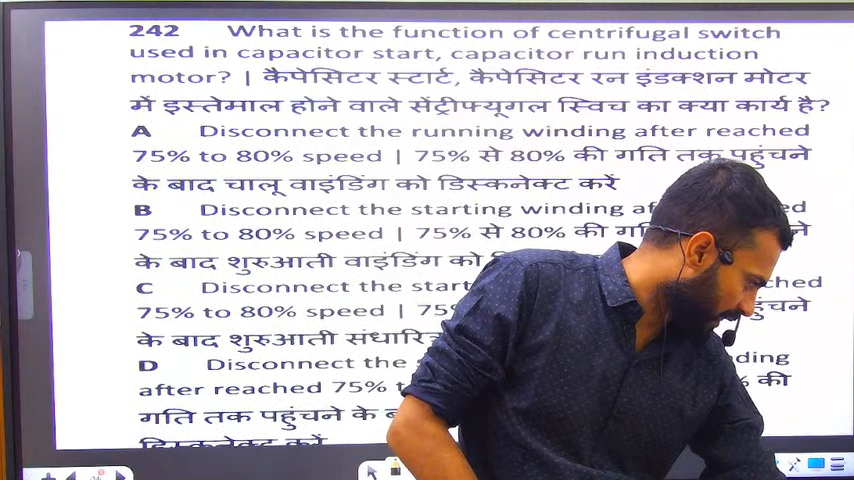 242 What is the function of centrifugal switch
used in capacitor start, capacitor run induction
motor? | कैपेसिटर स्टार्ट, कैपेसिटर रन इंडक्शन मोटर
में इस्तेमाल होने वाले सेंट्रीफ्यूगल स्विच का क्या कार्य है?
A Disconnect the running winding after reached
75% to 80% speed | 75% से 80% की गति तक पहुंचने
के बाद चालू वाइंडिंग को डिस्कनेक्ट करें
B Disconnect the starting winding
75% to 80% speed | 75% से 80% की
के बाद शुरुआती वाइंडिंग को
C Disconnect the
75% to 80% speed |
के बाद शुरुआती
D Disconnect the
after reached 75% की
गति तक पहुंचने के
डिस्कनेक्ट करें